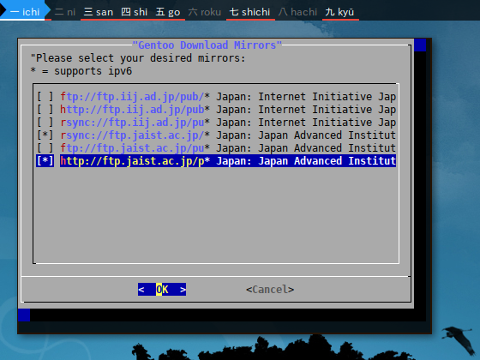 一 ichi 二 ni 三 san 四 shi 五 go 六 roku 七 shichi 八 hachi 九 kyū
"Gentoo Download Mirrors"
"Please select your desired mirrors:
* = supports ipv6
[ ] ftp://ftp.iij.ad.jp/pub/* Japan: Internet Initiative Jap
[ ] http://ftp.iij.ad.jp/pub* Japan: Internet Initiative Jap
[ ] rsync://ftp.iij.ad.jp/pu* Japan: Internet Initiative Jap
[*] rsync://ftp.jaist.ac.jp/* Japan: Japan Advanced Institut
[ ] ftp://ftp.jaist.ac.jp/pu* Japan: Japan Advanced Institut
[*] http://ftp.jaist.ac.jp/p* Japan: Japan Advanced Institut
< OK > <Cancel>